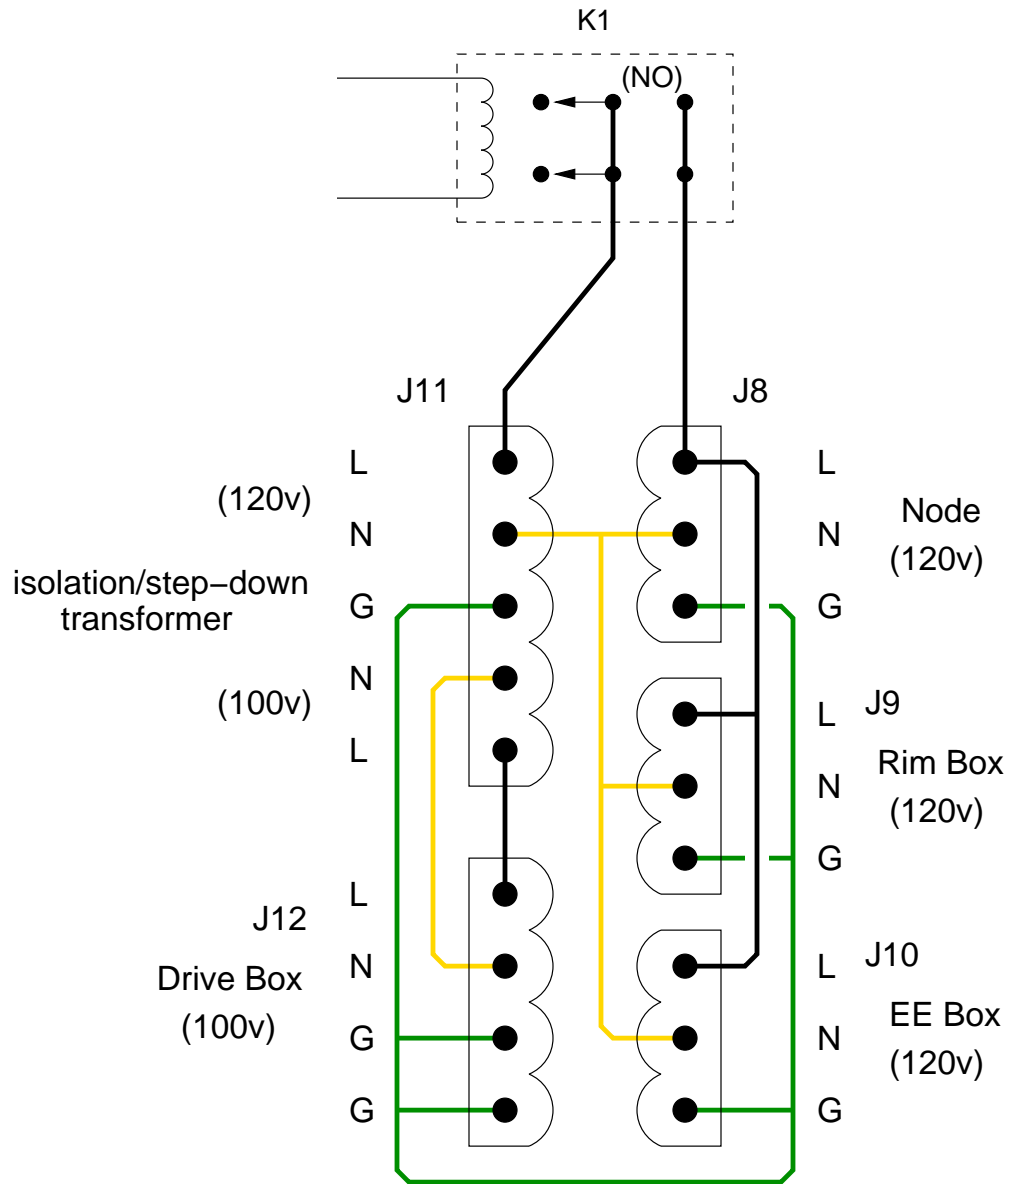 K1
(NO)
J11
J8
L
(120v)
N
isolation/step−down
transformer
G
N
(100v)
L
L
Node
N
(120v)
G
L
J9
Rim Box
N
(120v)
G
L
J12
N
Drive Box
(100v)
G
G
L
J10
EE Box
N
(120v)
G